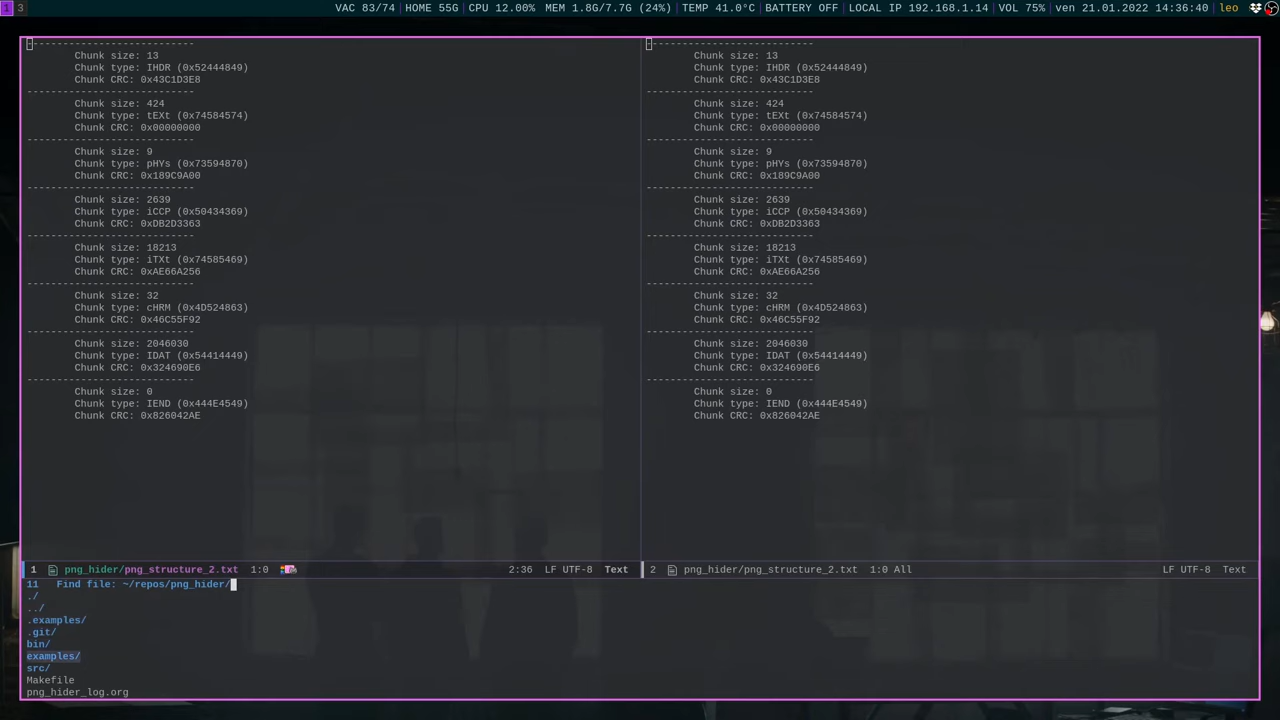 1 3 VAC 83/74 HOME 55G CPU 12.00% MEM 1.8G/7.7G (24%) TEMP 41.0°C BATTERY OFF LOCAL IP 192.168.1.14 VOL 75% ven 21.01.2022 14:36:40 leo
----------------------------
Chunk size: 13
Chunk type: IHDR (0x52444849)
Chunk CRC: 0x43C1D3E8
----------------------------
Chunk size: 424
Chunk type: tEXt (0x74584574)
Chunk CRC: 0x00000000
----------------------------
Chunk size: 9
Chunk type: pHYs (0x73594870)
Chunk CRC: 0x189C9A00
----------------------------
Chunk size: 2639
Chunk type: iCCP (0x50434369)
Chunk CRC: 0xDB2D3363
----------------------------
Chunk size: 18213
Chunk type: iTXt (0x74585469)
Chunk CRC: 0xAE66A256
----------------------------
Chunk size: 32
Chunk type: cHRM (0x4D524863)
Chunk CRC: 0x46C55F92
----------------------------
Chunk size: 2046030
Chunk type: IDAT (0x54414449)
Chunk CRC: 0x324690E6
----------------------------
Chunk size: 0
Chunk type: IEND (0x444E4549)
Chunk CRC: 0x826042AE
1 png_hider/png_structure_2.txt 1:0 2:36 LF UTF-8 Text
----------------------------
Chunk size: 13
Chunk type: IHDR (0x52444849)
Chunk CRC: 0x43C1D3E8
----------------------------
Chunk size: 424
Chunk type: tEXt (0x74584574)
Chunk CRC: 0x00000000
----------------------------
Chunk size: 9
Chunk type: pHYs (0x73594870)
Chunk CRC: 0x189C9A00
----------------------------
Chunk size: 2639
Chunk type: iCCP (0x50434369)
Chunk CRC: 0xDB2D3363
----------------------------
Chunk size: 18213
Chunk type: iTXt (0x74585469)
Chunk CRC: 0xAE66A256
----------------------------
Chunk size: 32
Chunk type: cHRM (0x4D524863)
Chunk CRC: 0x46C55F92
----------------------------
Chunk size: 2046030
Chunk type: IDAT (0x54414449)
Chunk CRC: 0x324690E6
----------------------------
Chunk size: 0
Chunk type: IEND (0x444E4549)
Chunk CRC: 0x826042AE
2 png_hider/png_structure_2.txt 1:0 All LF UTF-8 Text
11 Find file: ~/repos/png_hider/
./
../
.examples/
.git/
bin/
examples/
src/
Makefile
png_hider_log.org